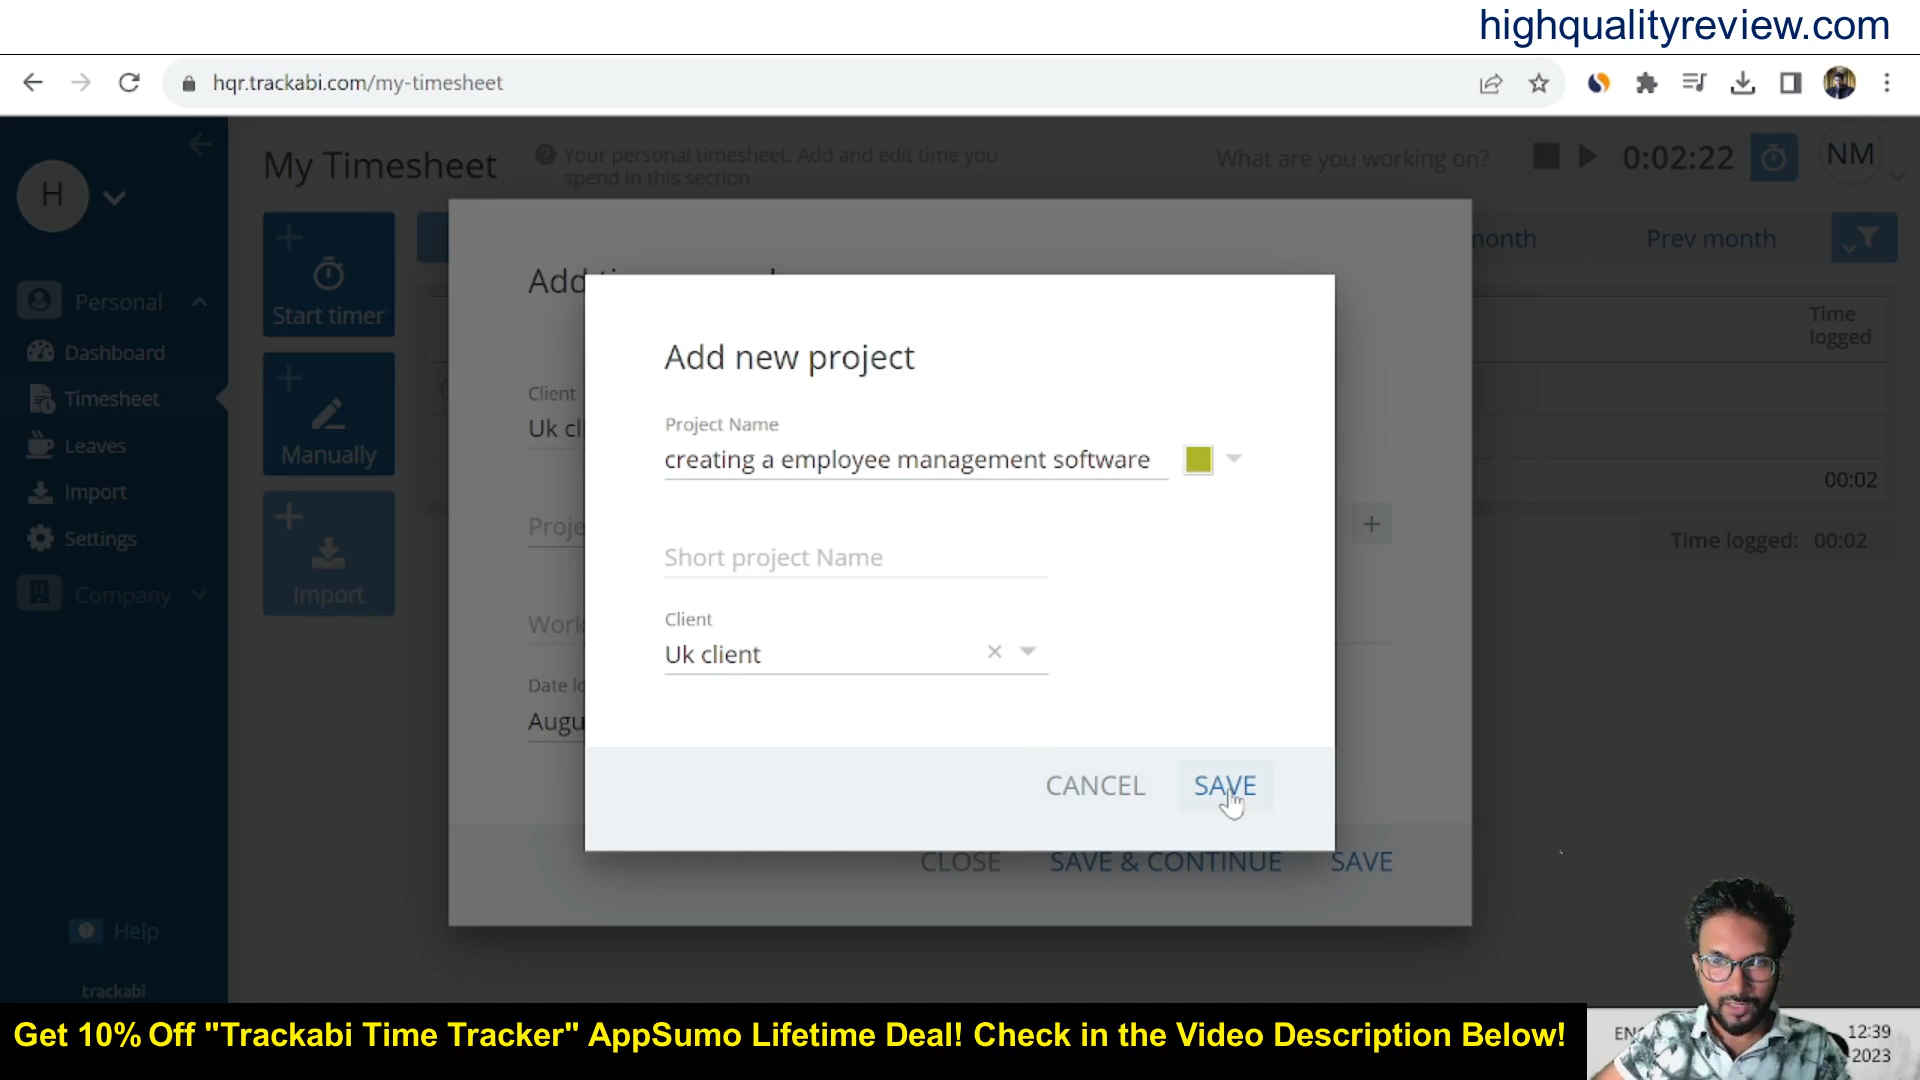 highqualityreview.com
hqr.trackabi.com/my-timesheet
My Timesheet
Your personal timesheet. Add and edit time you
spend in this section
What are you working on?
0:02:22
NM
H
Start timer
month
Prev month
Personal
Dashboard
Timesheet
Leaves
Import
Settings
Company
Manually
Import
Time
logged
00:02
Time logged: 00:02
Add
Client
Uk cl
Proje
Work
Date lo
Augu
Add new project
Project Name
creating a employee management software
Short project Name
Client
Uk client
CANCEL
SAVE
CLOSE
SAVE & CONTINUE
SAVE
Help
trackabi
Get 10% Off "Trackabi Time Tracker" AppSumo Lifetime Deal! Check in the Video Description Below!
12:39
2023